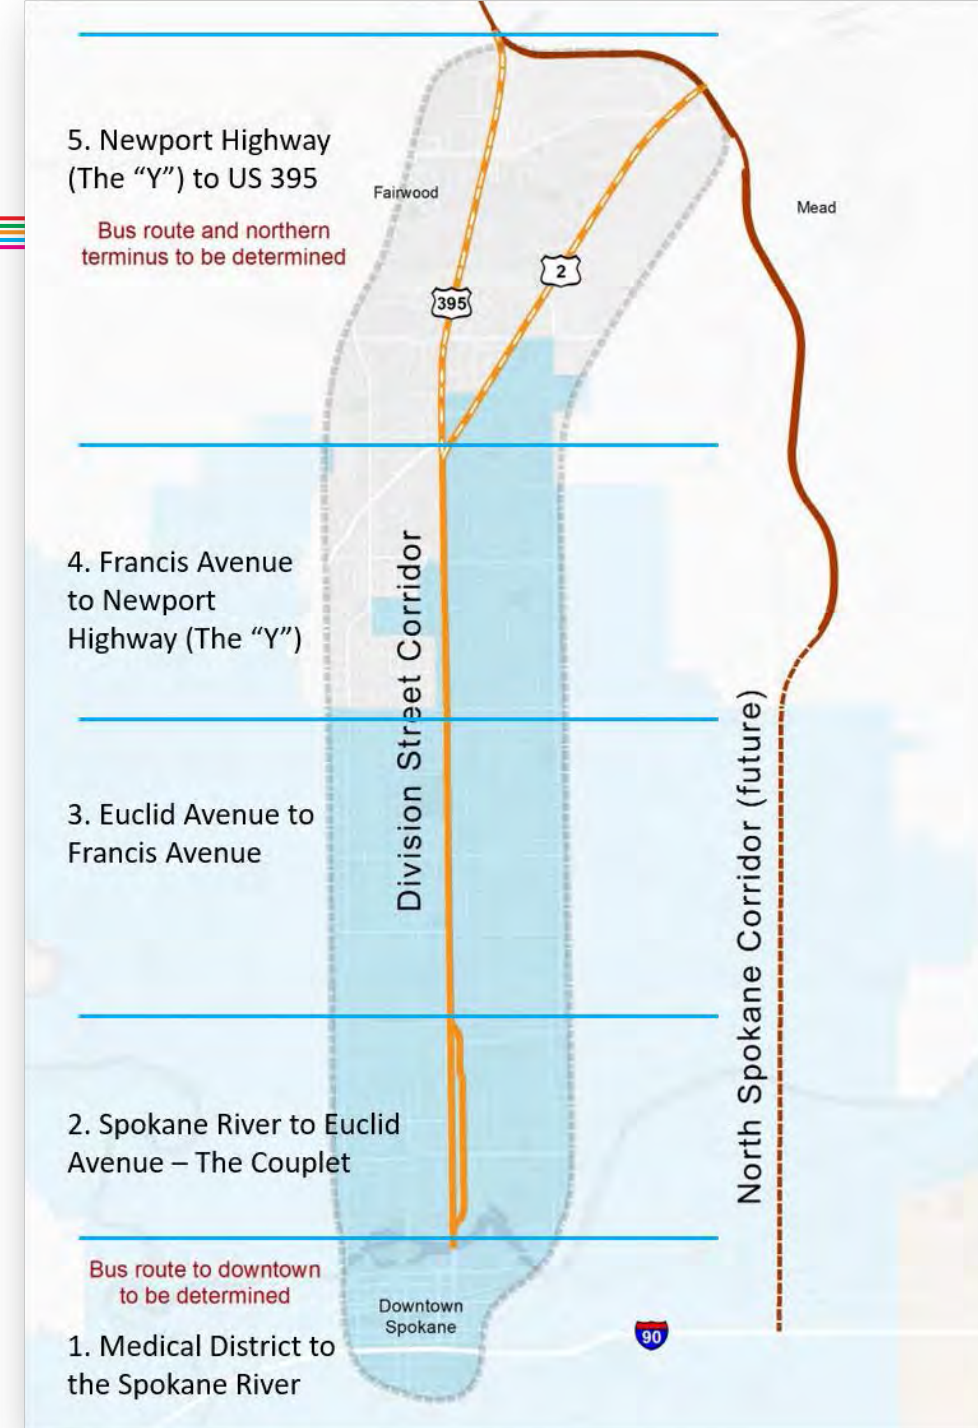 5. Newport Highway
(The “Y”) to US 395
Fairwood
Mead
Bus route and northern
terminus to be determined
2
395
4. Francis Avenue
to Newport
Highway (The “Y”)
Division Street Corridor
North Spokane Corridor (future)
3. Euclid Avenue to
Francis Avenue
2. Spokane River to Euclid
Avenue – The Couplet
Bus route to downtown
to be determined
Downtown
Spokane
90
1. Medical District to
the Spokane River